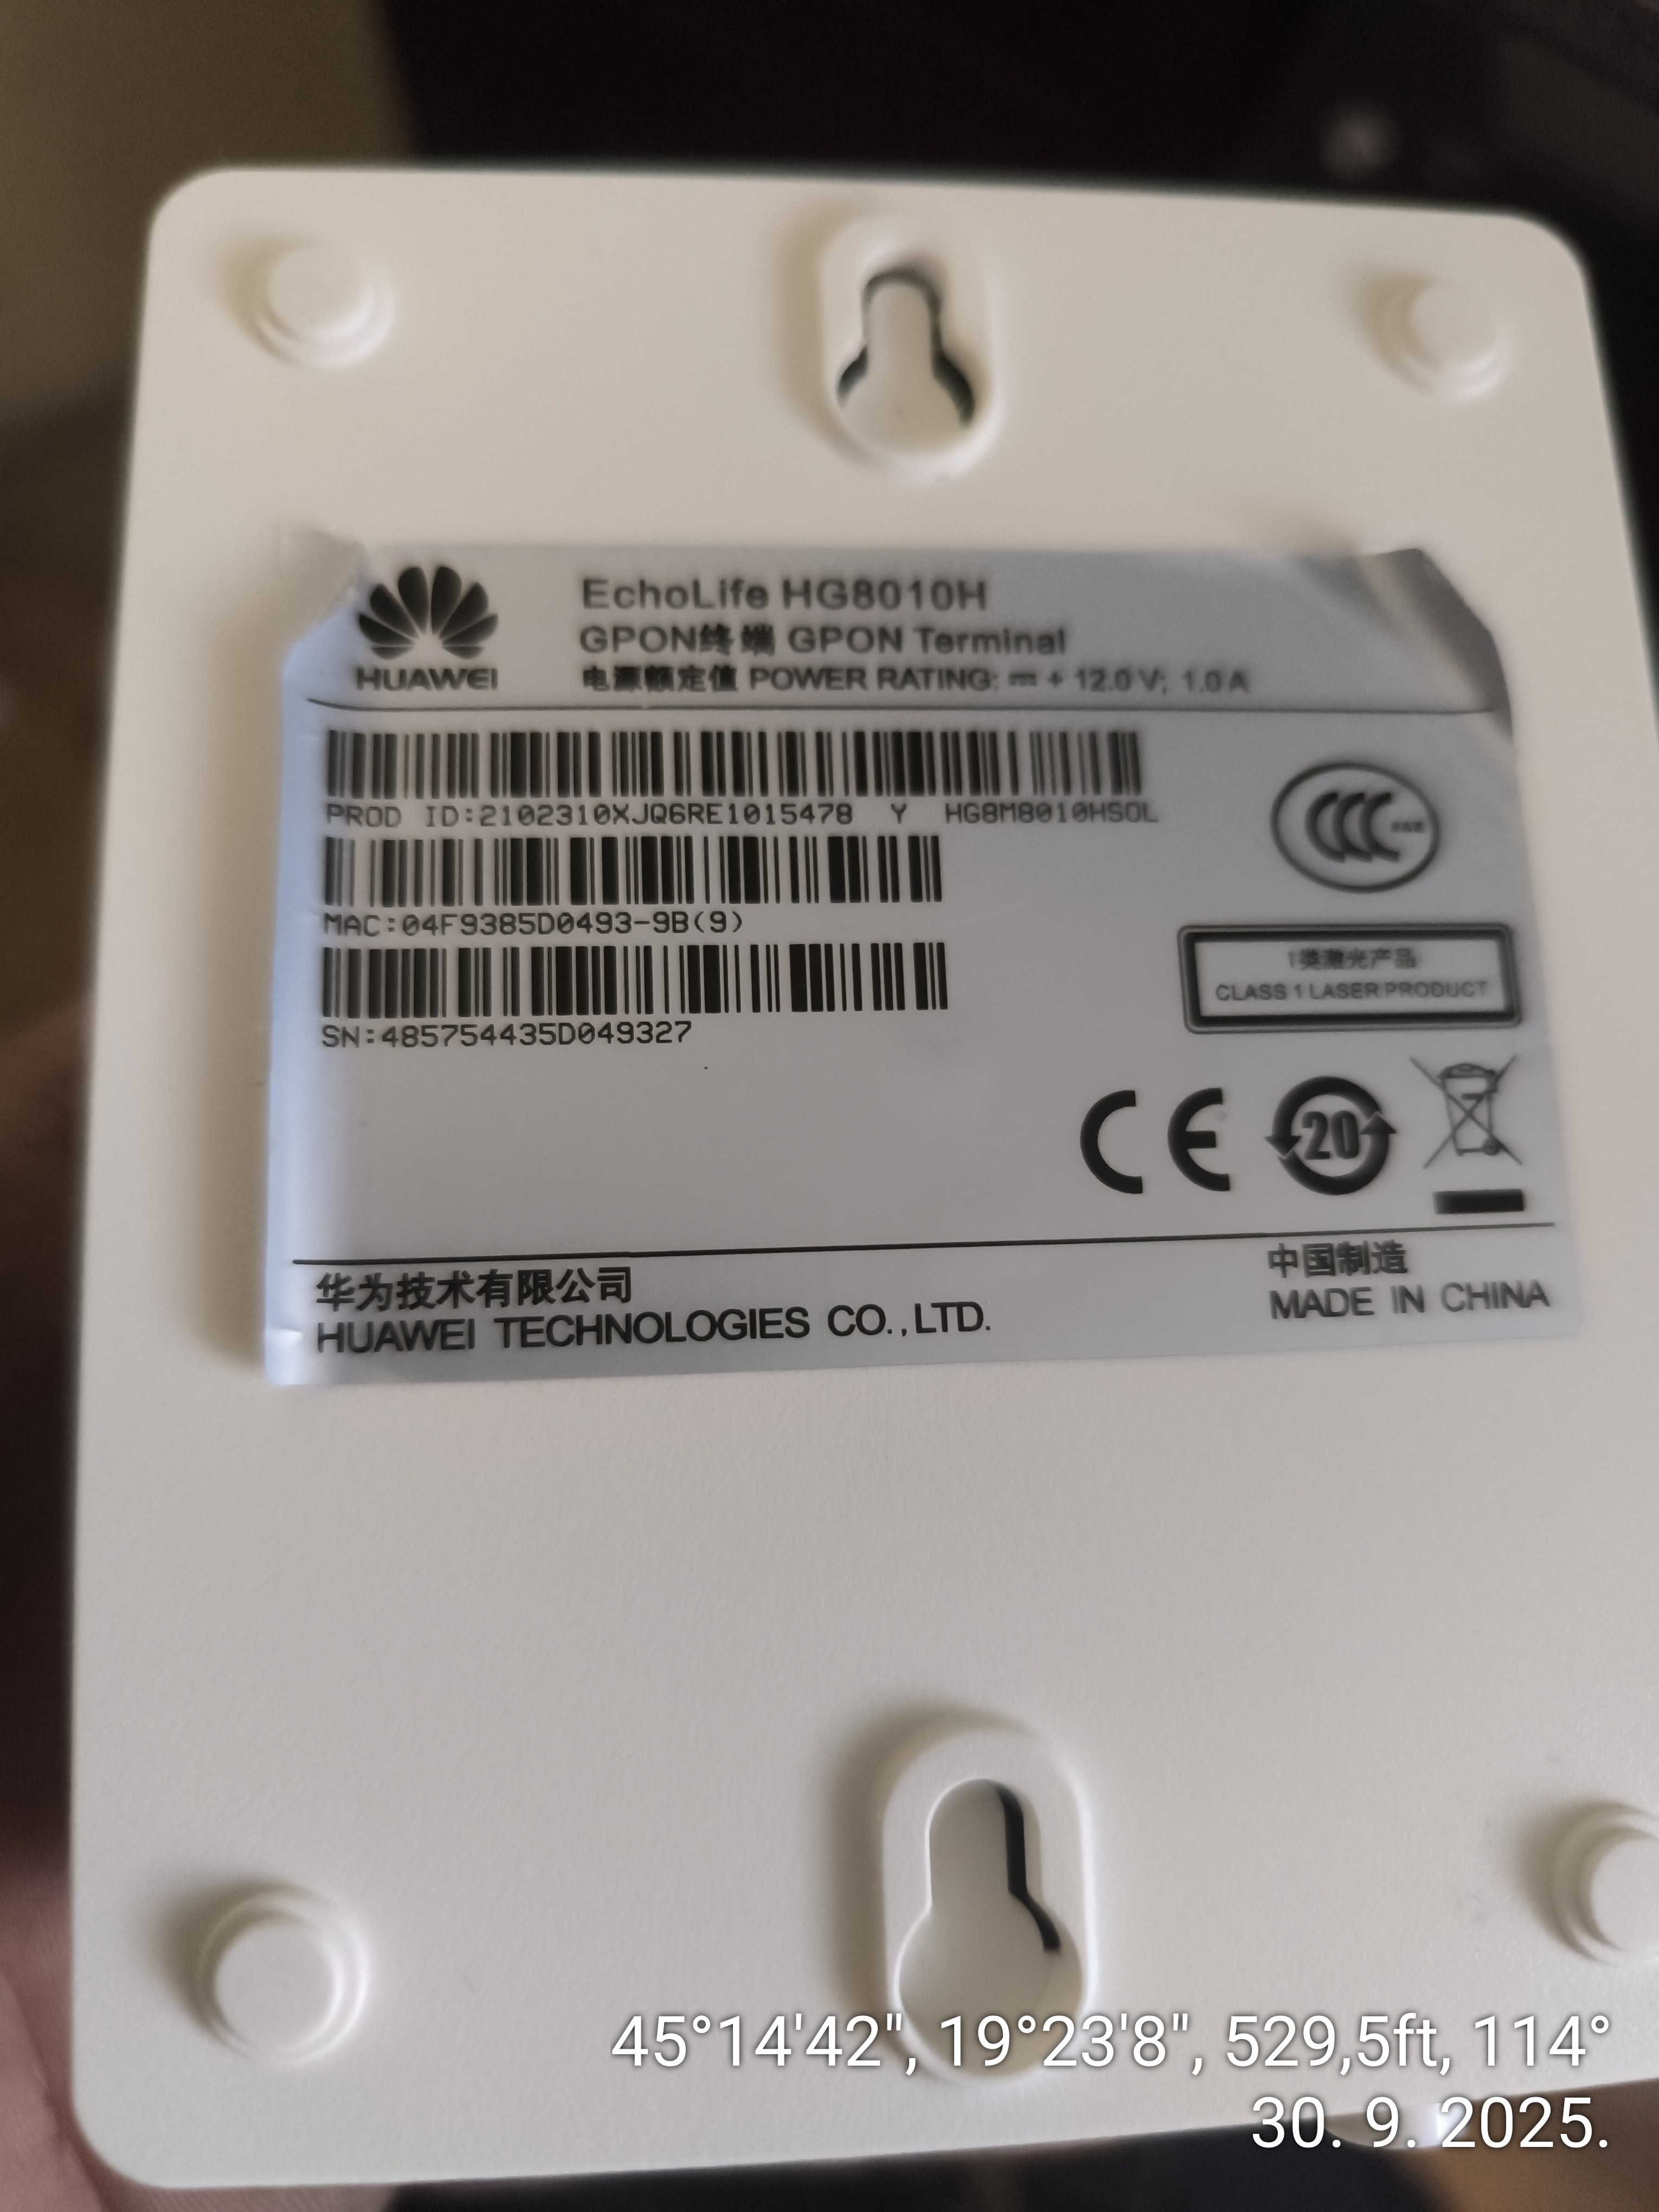 HUAWEI
EchoLife HG8010H
GPON终端 GPON Terminal
电源额定值 POWER RATING: ⎓ + 12.0 V; 1.0 A
PROD ID:2102310XJQ6RE1015478 Y HG8M8010HSOL
MAC:04F9385D0493-9B(9)
SN:485754435D049327
CCC
1类激光产品
CLASS 1 LASER PRODUCT
CE
20
华为技术有限公司
HUAWEI TECHNOLOGIES CO.,LTD.
中国制造
MADE IN CHINA
45°14'42", 19°23'8", 529,5ft, 114°
30. 9. 2025.